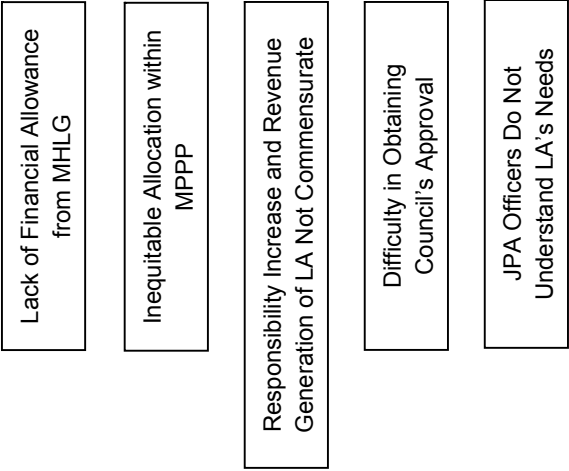 Lack of Financial Allowance
from MHLG
Inequitable Allocation within
MPPP
Responsibility Increase and Revenue
Generation of LA Not Commensurate
Difficulty in Obtaining
Council’s Approval
JPA Officers Do Not
Understand LA’s Needs